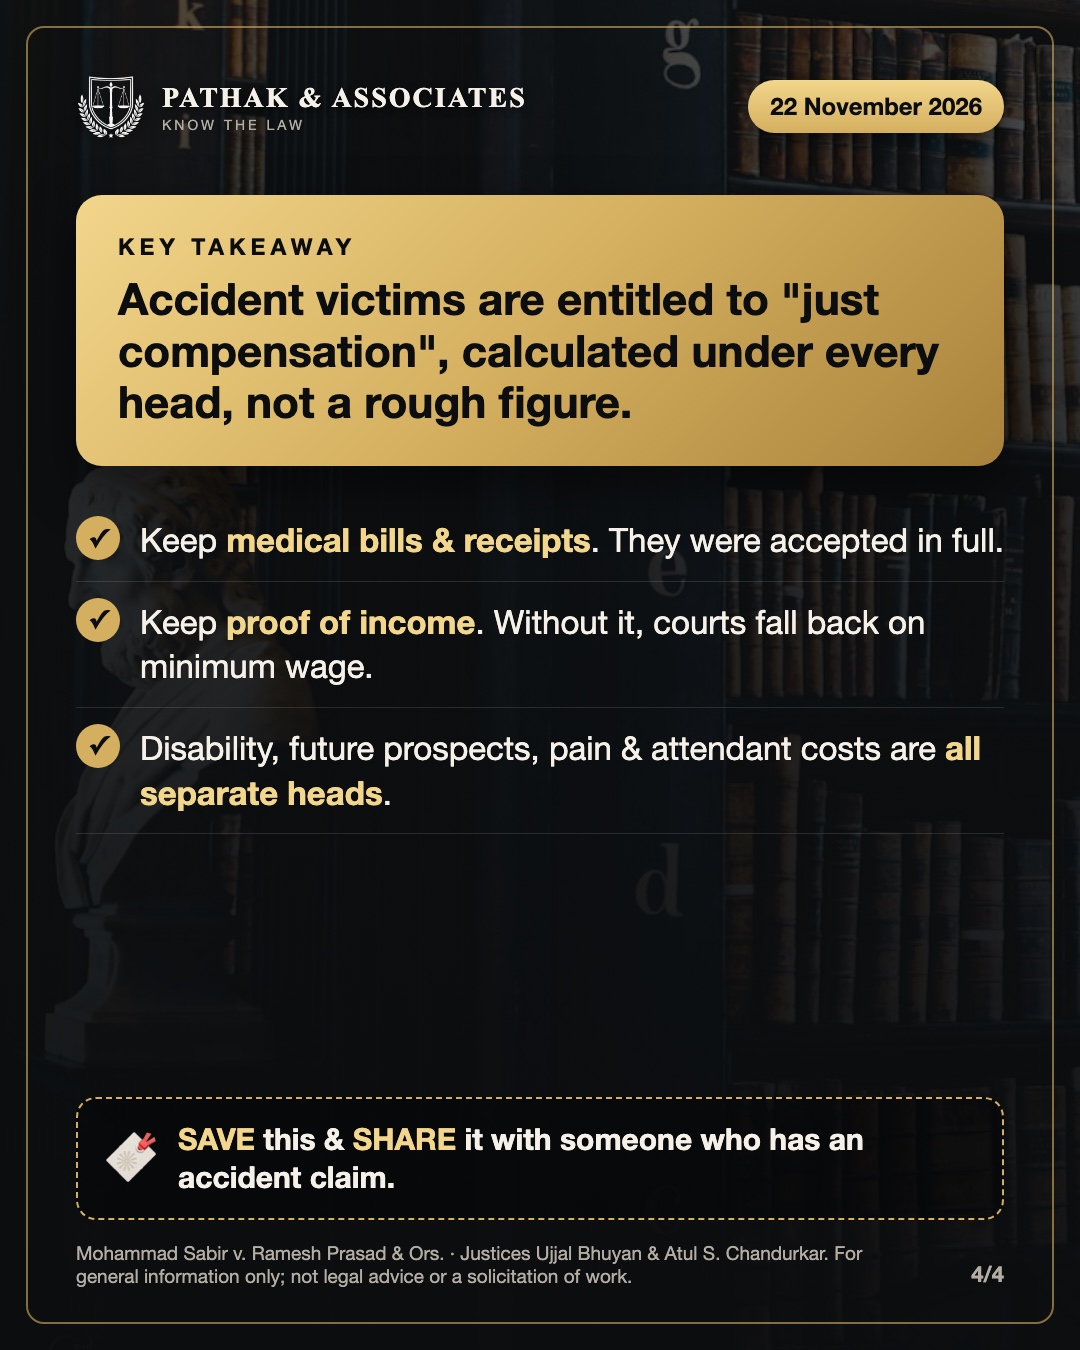 PATHAK & ASSOCIATES
KNOW THE LAW
22 November 2026
KEY TAKEAWAY
Accident victims are entitled to "just
compensation", calculated under every
head, not a rough figure.
Keep medical bills & receipts. They were accepted in full.
Keep proof of income. Without it, courts fall back on
minimum wage.
Disability, future prospects, pain & attendant costs are all
separate heads.
SAVE this & SHARE it with someone who has an
accident claim.
Mohammad Sabir v. Ramesh Prasad & Ors. · Justices Ujjal Bhuyan & Atul S. Chandurkar. For
general information only; not legal advice or a solicitation of work.
4/4
k
i
g
e
d